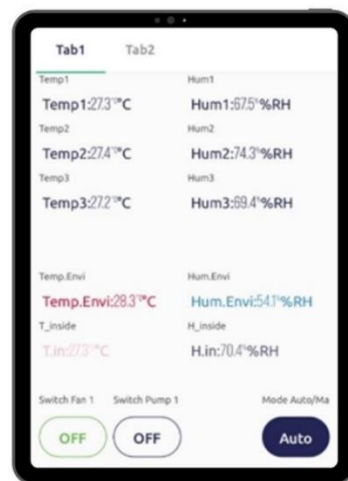 Tab1 Tab2
Temp1 Hum1
Temp1:27.3°C Hum1:67.5%%RH
Temp2 Hum2
Temp2:27.4°C Hum2:74.3%%RH
Temp3 Hum3
Temp3:27.2°C Hum3:69.4%%RH
Temp.Envi Hum.Envi
Temp.Envi:28.3°C Hum.Envi:54.1%%RH
T_inside H_inside
T.in:27.3°C H.in:70.4%%RH
Switch Fan 1 Switch Pump 1 Mode Auto/Ma
OFF OFF Auto